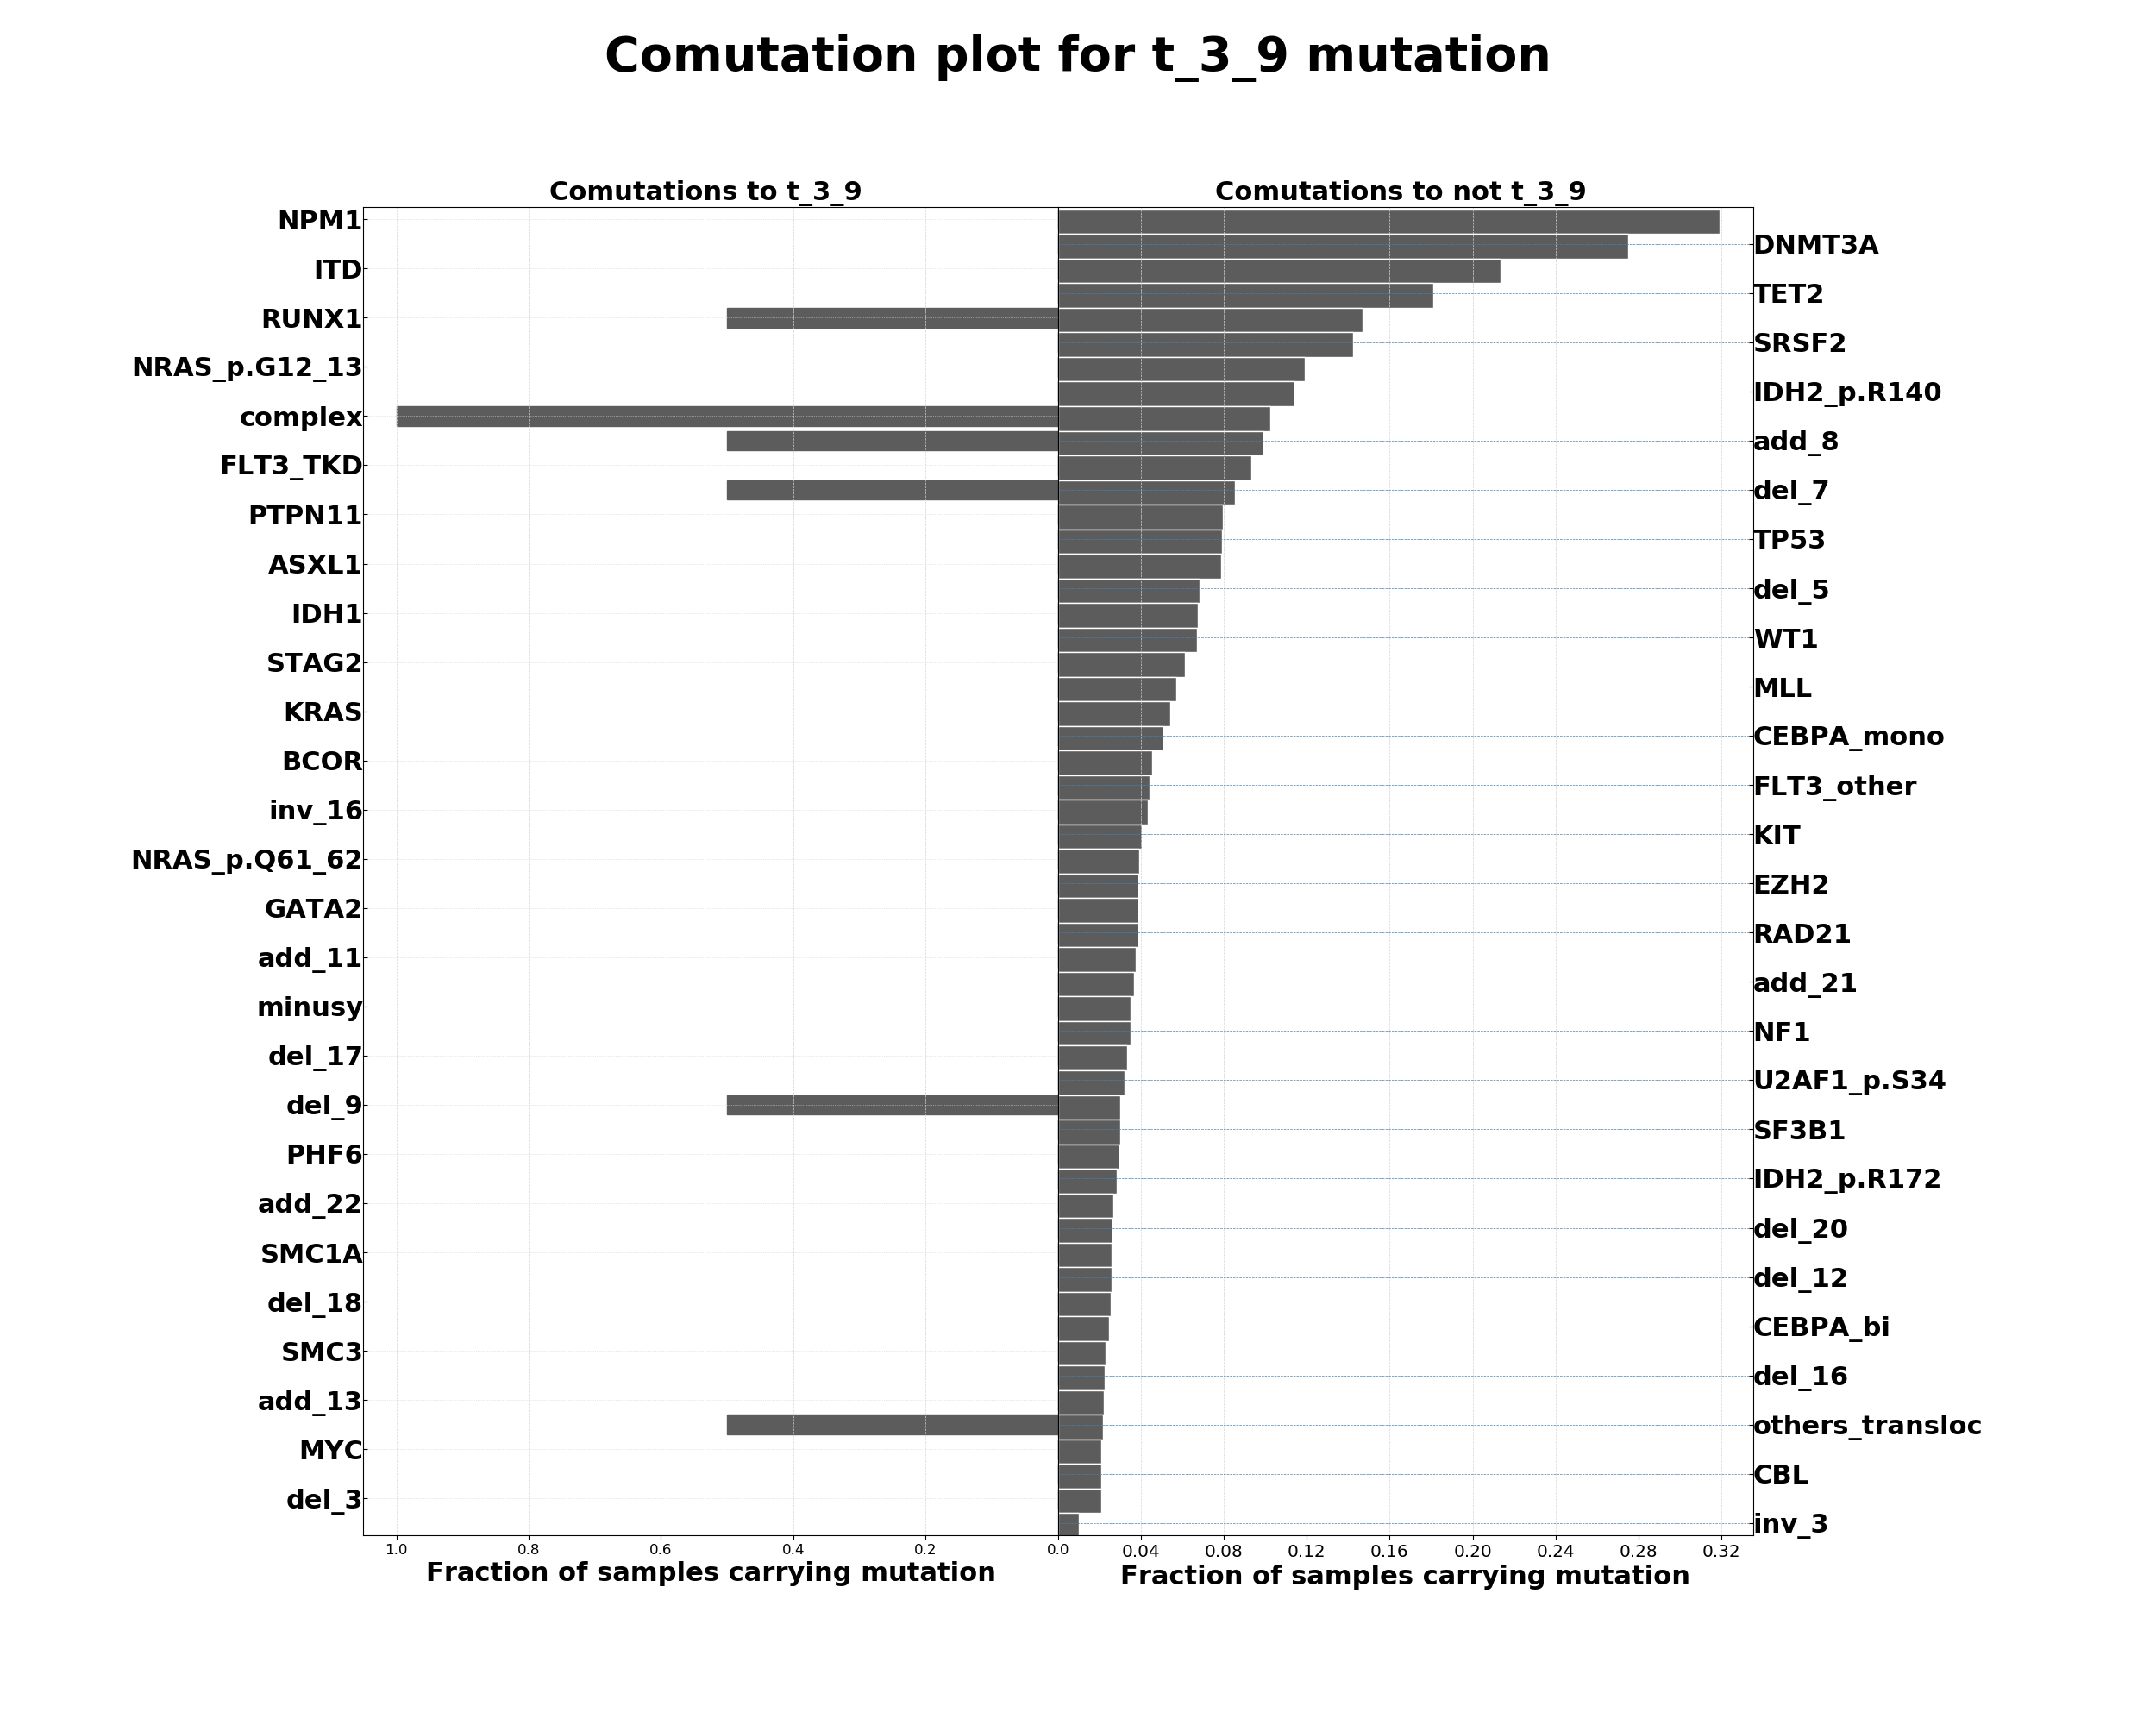 Comutation plot for t_3_9 mutation
Comutations to t_3_9
Comutations to not t_3_9
NPM1
DNMT3A
ITD
TET2
RUNX1
SRSF2
NRAS_p.G12_13
IDH2_p.R140
complex
add_8
FLT3_TKD
del_7
PTPN11
TP53
ASXL1
del_5
IDH1
WT1
STAG2
MLL
KRAS
CEBPA_mono
BCOR
FLT3_other
inv_16
KIT
NRAS_p.Q61_62
EZH2
GATA2
RAD21
add_11
add_21
minusy
NF1
del_17
U2AF1_p.S34
del_9
SF3B1
PHF6
IDH2_p.R172
add_22
del_20
SMC1A
del_12
del_18
CEBPA_bi
SMC3
del_16
add_13
others_transloc
MYC
CBL
del_3
inv_3
1.0 0.8 0.6 0.4 0.2 0.0 0.04 0.08 0.12 0.16 0.20 0.24 0.28 0.32
Fraction of samples carrying mutation
Fraction of samples carrying mutation